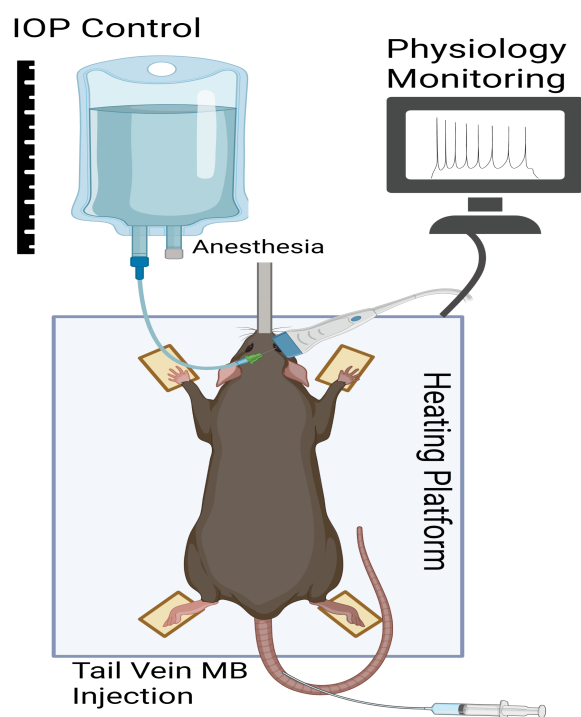 IOP Control
Physiology
Monitoring
Anesthesia
Heating Platform
Tail Vein MB
Injection